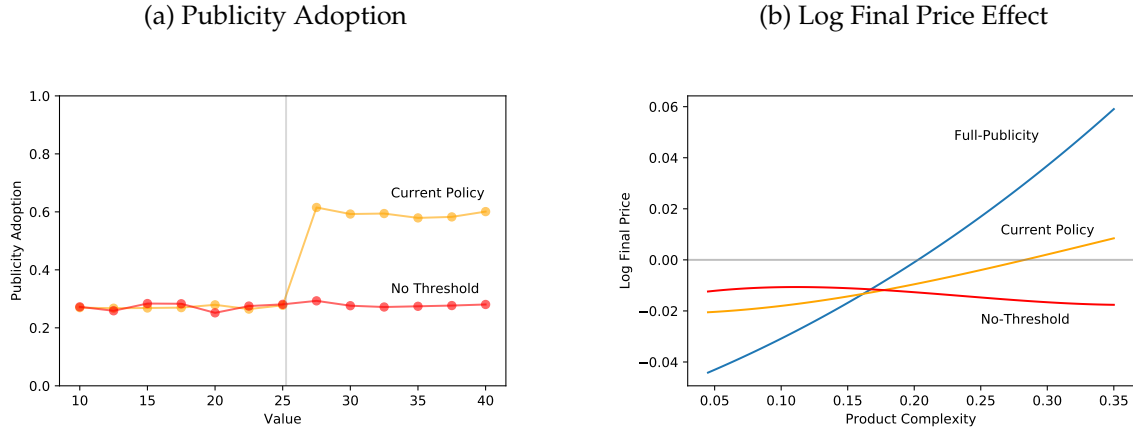 (a) Publicity Adoption
1.0
0.8
0.6
0.4
0.2
0.0
Publicity Adoption
Current Policy
No Threshold
10 15 20 25 30 35 40
Value
(b) Log Final Price Effect
0.06
0.04
0.02
0.00
−0.02
−0.04
Log Final Price
Full-Publicity
Current Policy
No-Threshold
0.05 0.10 0.15 0.20 0.25 0.30 0.35
Product Complexity